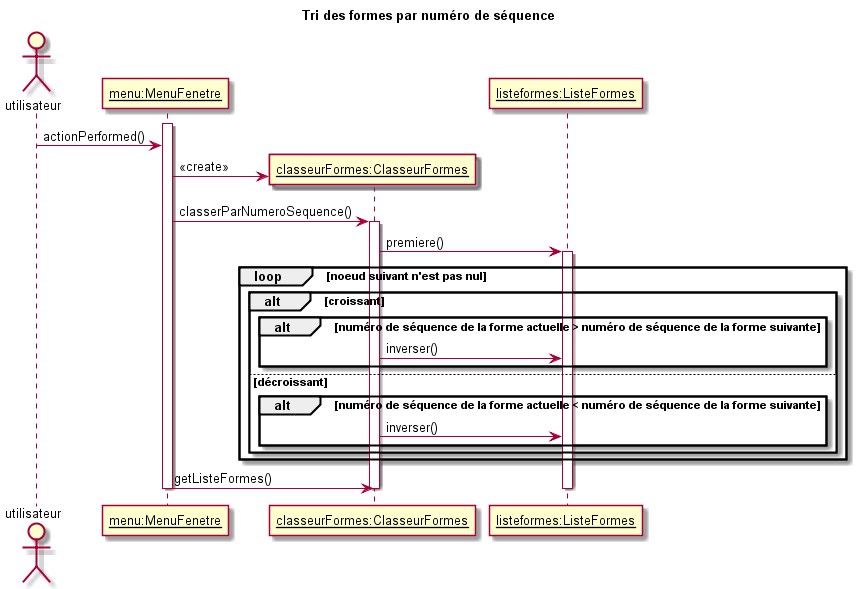 Tri des formes par numéro de séquence
utilisateur
menu:MenuFenetre
listeformes:ListeFormes
actionPerformed()
«create»
classeurFormes:ClasseurFormes
classerParNumeroSequence()
premiere()
loop [noeud suivant n'est pas nul]
alt [croissant]
alt [numéro de séquence de la forme actuelle > numéro de séquence de la forme suivante]
inverser()
[décroissant]
alt [numéro de séquence de la forme actuelle < numéro de séquence de la forme suivante]
inverser()
getListeFormes()
utilisateur
menu:MenuFenetre
classeurFormes:ClasseurFormes
listeformes:ListeFormes